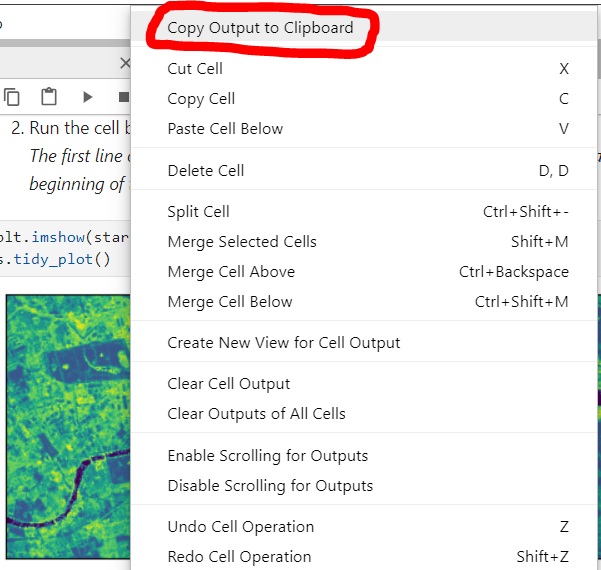 Copy Output to Clipboard
Cut Cell X
Copy Cell C
2. Run the cell Paste Cell Below V
The first line
Delete Cell D, D
beginning of
Split Cell Ctrl+Shift+-
plt.imshow(star
Merge Selected Cells Shift+M
s.tidy_plot()
Merge Cell Above Ctrl+Backspace
Merge Cell Below Ctrl+Shift+M
Create New View for Cell Output
Clear Cell Output
Clear Outputs of All Cells
Enable Scrolling for Outputs
Disable Scrolling for Outputs
Undo Cell Operation Z
Redo Cell Operation Shift+Z